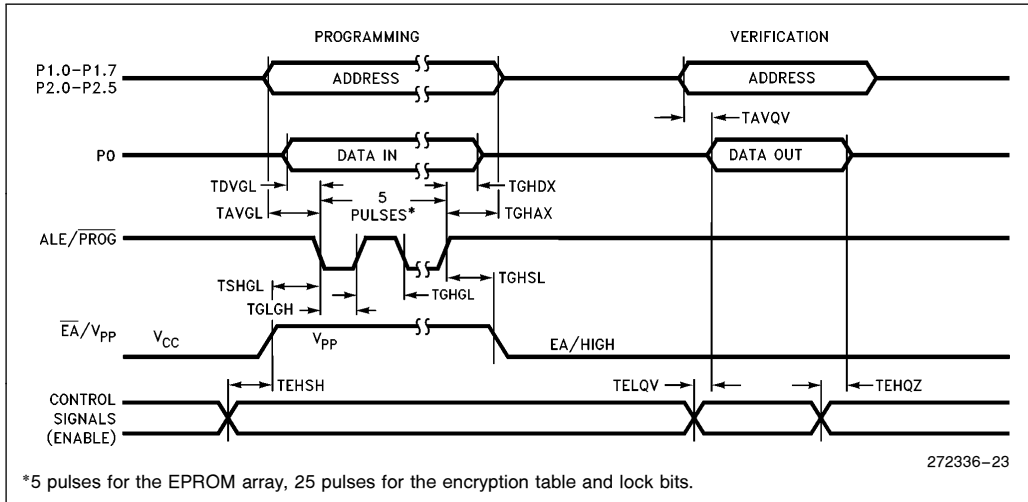 PROGRAMMING VERIFICATION
P1.0–P1.7
P2.0–P2.5
ADDRESS ADDRESS
TAVQV
P0 DATA IN DATA OUT
TDVGL 5 TGHDX
TAVGL PULSES* TGHAX
ALE/PROG
TSHGL TGHGL TGHSL
TGLGH
EA/VPP VCC VPP EA/HIGH
TEHSH TELQV TEHQZ
CONTROL
SIGNALS
(ENABLE)
272336–23
*5 pulses for the EPROM array, 25 pulses for the encryption table and lock bits.